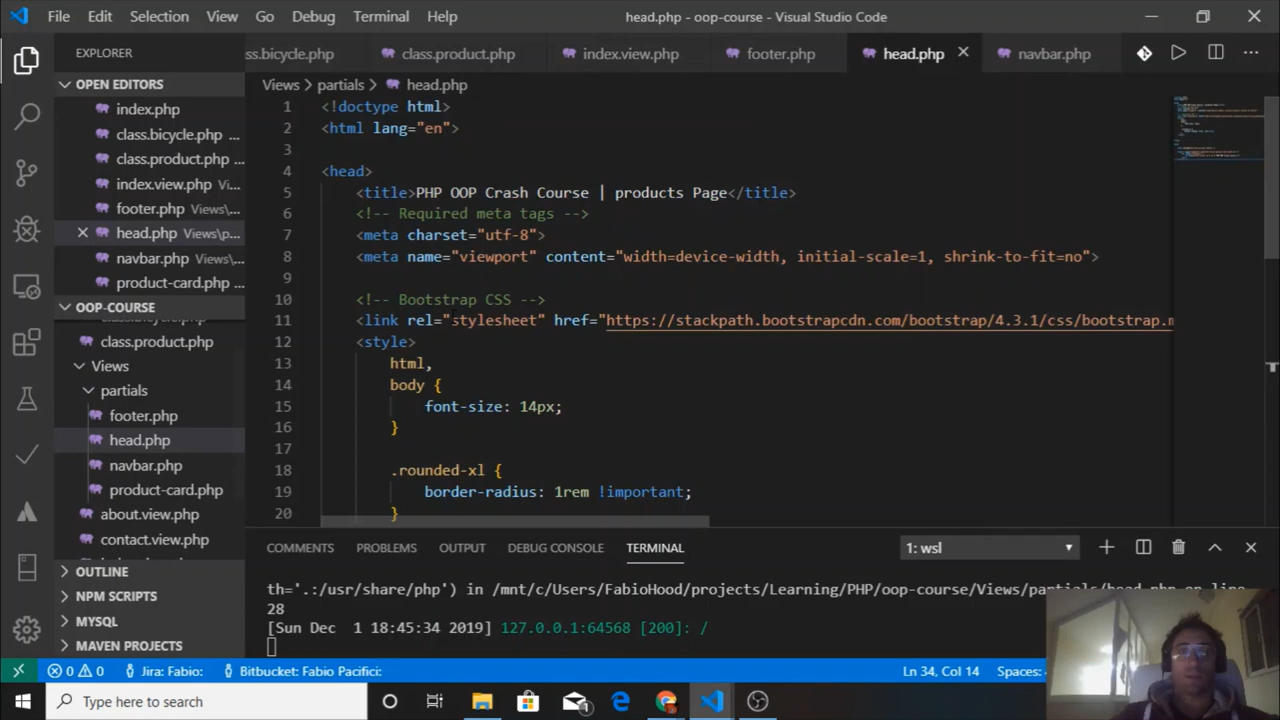 File Edit Selection View Go Debug Terminal Help head.php - oop-course - Visual Studio Code
EXPLORER
OPEN EDITORS
index.php
class.bicycle.php ...
class.product.php ...
index.view.php Vi...
footer.php Views\...
head.php Views\p...
navbar.php Views\...
product-card.php ...
OOP-COURSE
class.product.php
Views
partials
footer.php
head.php
navbar.php
product-card.php
about.view.php
contact.view.php
OUTLINE
NPM SCRIPTS
MYSQL
MAVEN PROJECTS
ss.bicycle.php class.product.php index.view.php footer.php head.php navbar.php
Views > partials > head.php
1 <!doctype html>
2 <html lang="en">
3
4 <head>
5 <title>PHP OOP Crash Course | products Page</title>
6 <!-- Required meta tags -->
7 <meta charset="utf-8">
8 <meta name="viewport" content="width=device-width, initial-scale=1, shrink-to-fit=no">
9
10 <!-- Bootstrap CSS -->
11 <link rel="stylesheet" href="https://stackpath.bootstrapcdn.com/bootstrap/4.3.1/css/bootstrap.m
12 <style>
13 html,
14 body {
15 font-size: 14px;
16 }
17
18 .rounded-xl {
19 border-radius: 1rem !important;
20 }
COMMENTS PROBLEMS OUTPUT DEBUG CONSOLE TERMINAL 1: wsl
th='.:/usr/share/php') in /mnt/c/Users/FabioHood/projects/Learning/PHP/oop-course/Views/partials/head.php on line
28
[Sun Dec 1 18:45:34 2019] 127.0.0.1:64568 [200]: /
0 0 Jira: Fabio: Bitbucket: Fabio Pacifici: Ln 34, Col 14 Spaces:
Type here to search 1